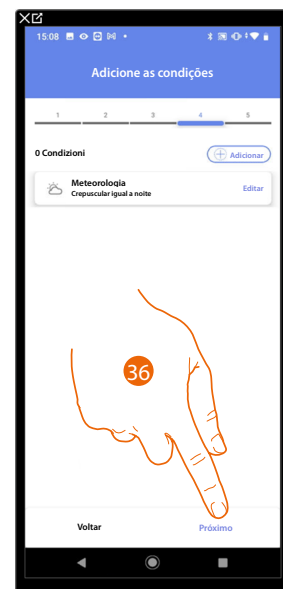 15:08
Adicione as condições
1 2 3 4 5
0 Condizioni
Adicionar
Meteorologia
Crepuscular igual a noite
Editar
36
Voltar
Próximo